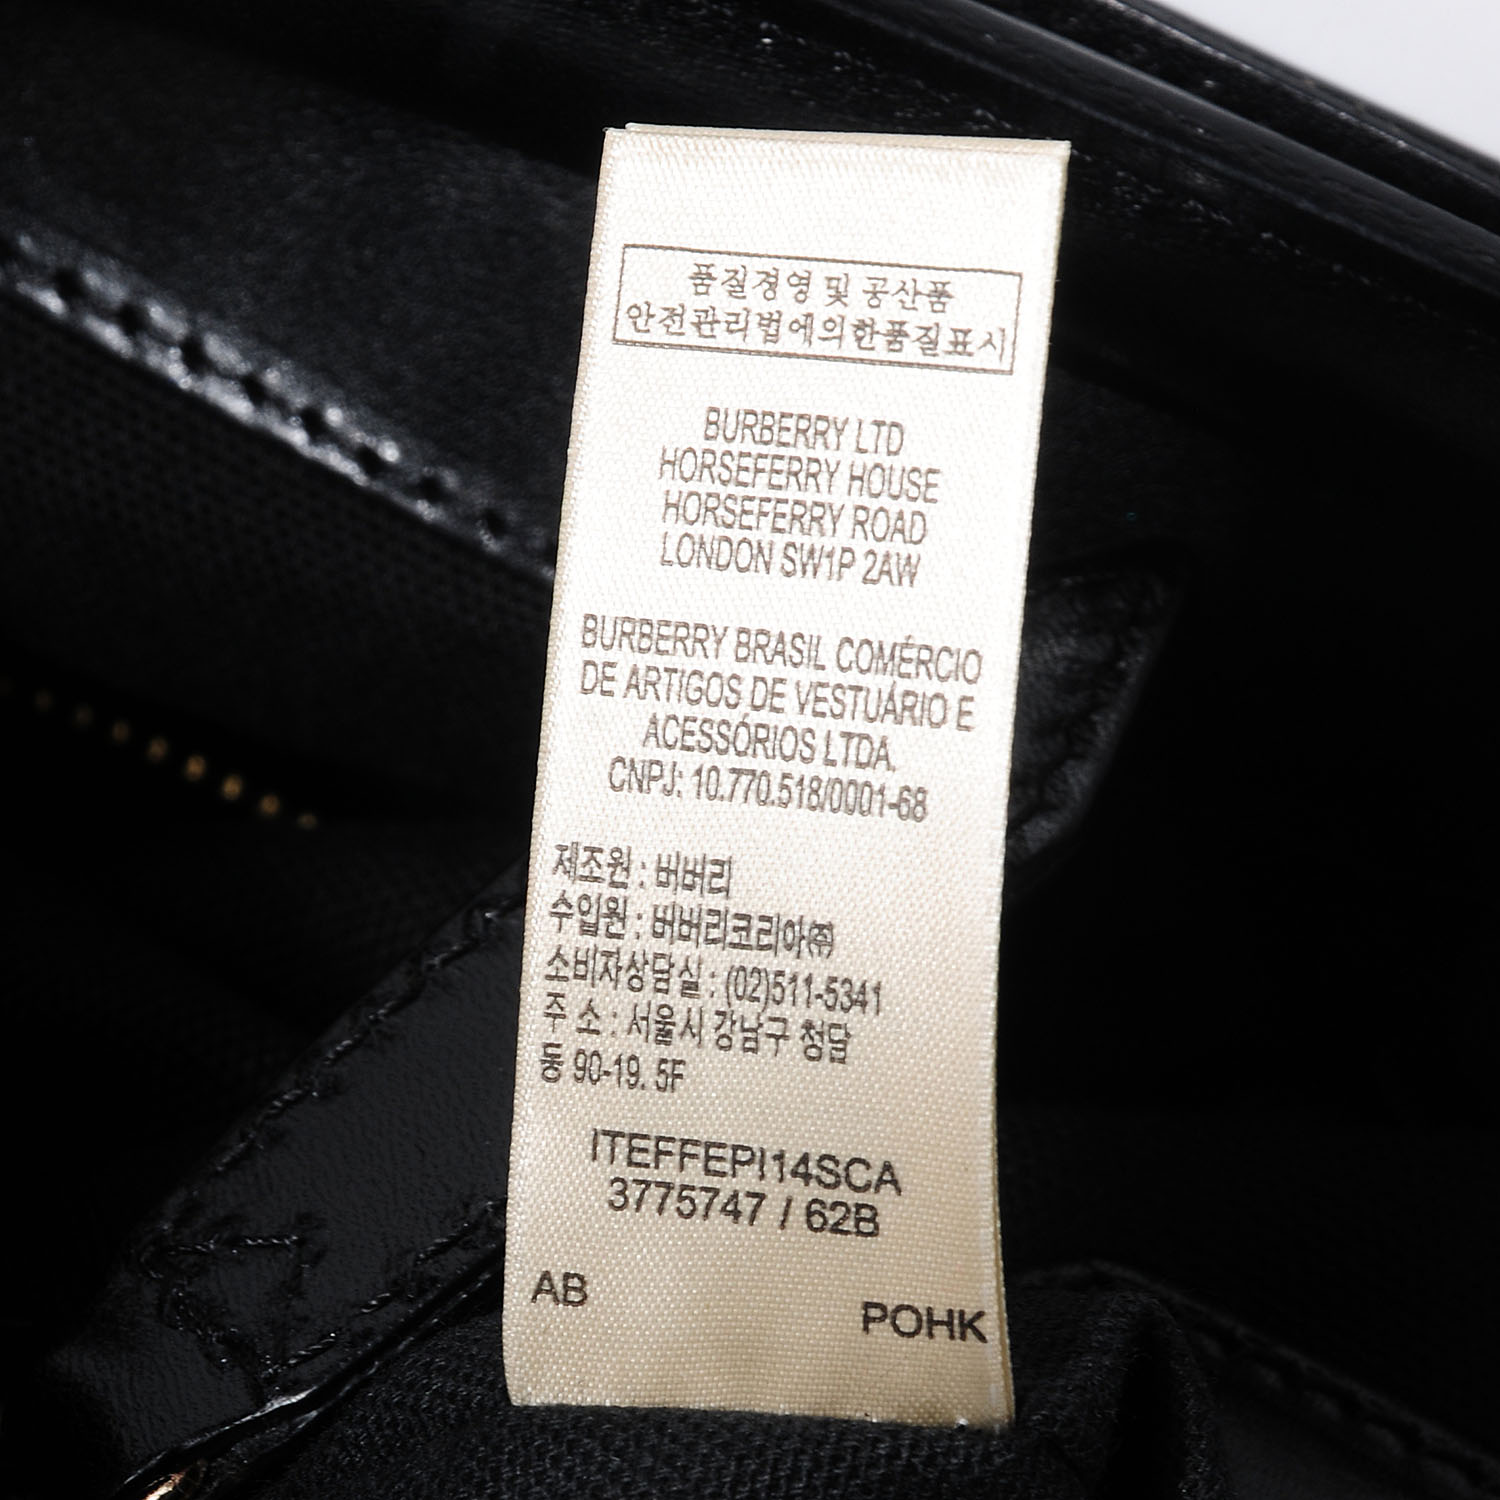 품질경영 및 공산품
안전관리법에의한품질표시
BURBERRY LTD
HORSEFERRY HOUSE
HORSEFERRY ROAD
LONDON SW1P 2AW
BURBERRY BRASIL COMÉRCIO
DE ARTIGOS DE VESTUÁRIO E
ACESSÓRIOS LTDA.
CNPJ: 10.770.518/0001-68
제조원 : 버버리
수입원 : 버버리코리아㈜
소비자상담실 : (02)511-5341
주 소 : 서울시 강남구 청담
동 90-19. 5F
ITEFFEPI14SCA
3775747 / 62B
AB POHK